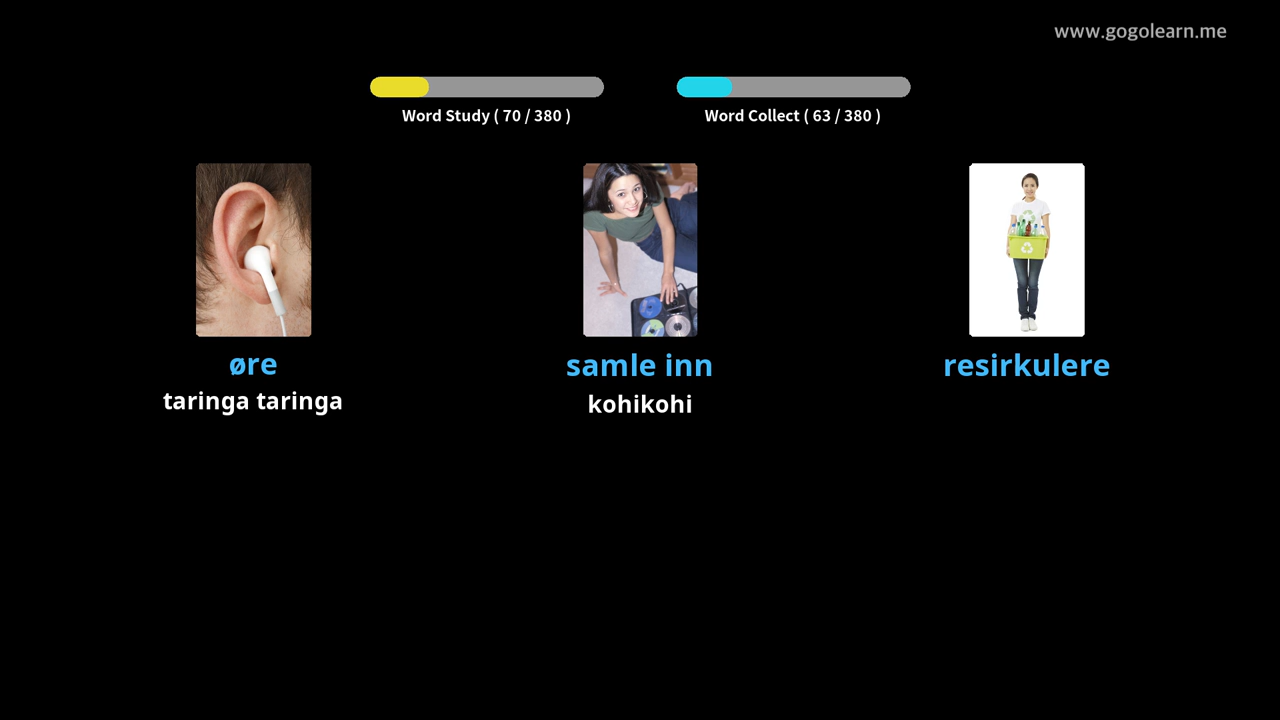 www.gogolearn.me
Word Study ( 70 / 380 )
Word Collect ( 63 / 380 )
øre
samle inn
resirkulere
taringa taringa
kohikohi